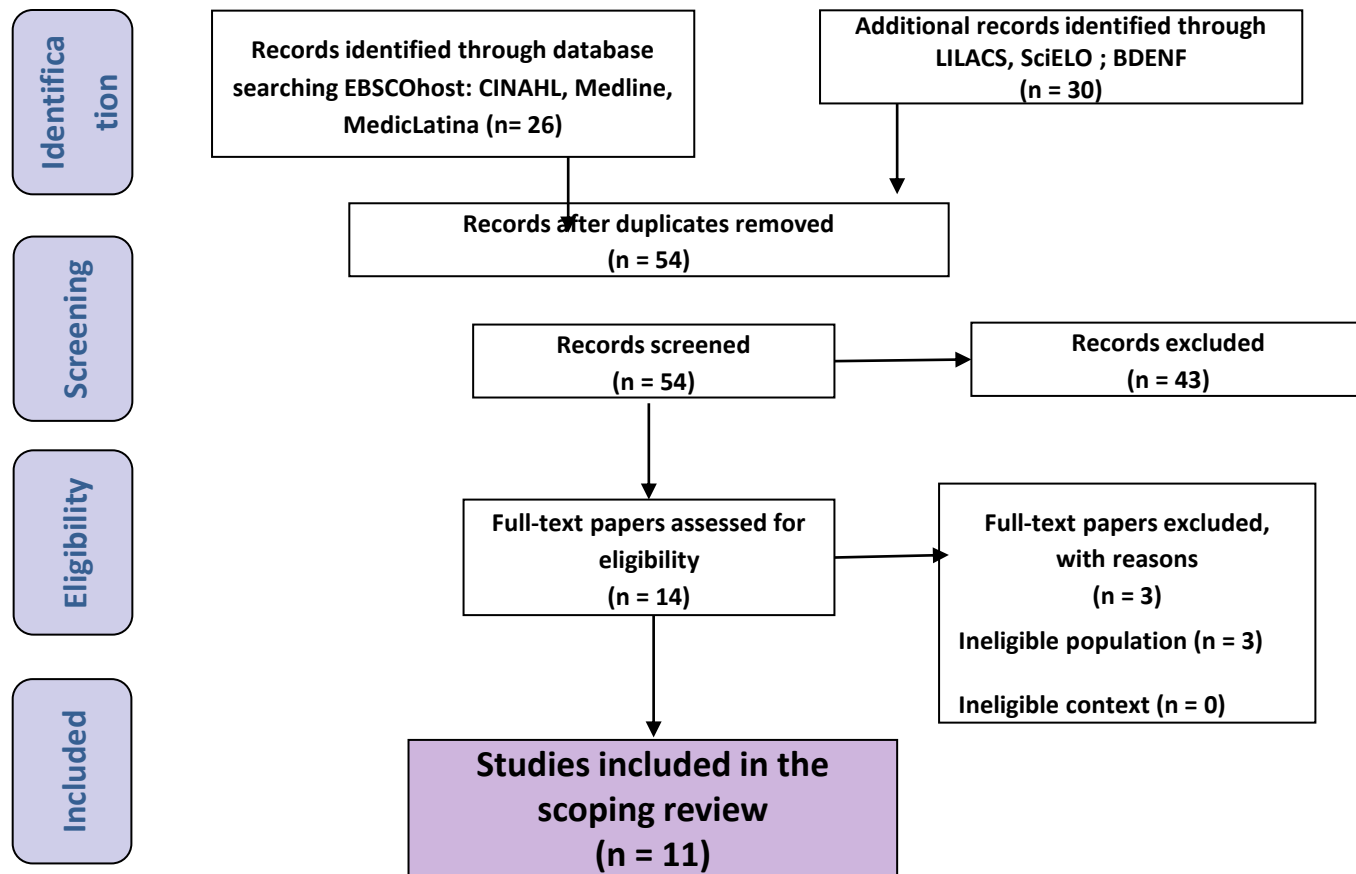 Identifica
tion
Records identified through database
searching EBSCOhost: CINAHL, Medline,
MedicLatina (n= 26)
Additional records identified through
LILACS, SciELO ; BDENF
(n = 30)
Records after duplicates removed
(n = 54)
Screening
Records screened
(n = 54)
Records excluded
(n = 43)
Eligibility
Full-text papers assessed for
eligibility
(n = 14)
Full-text papers excluded,
with reasons
(n = 3)
Ineligible population (n = 3)
Ineligible context (n = 0)
Included
Studies included in the
scoping review
(n = 11)